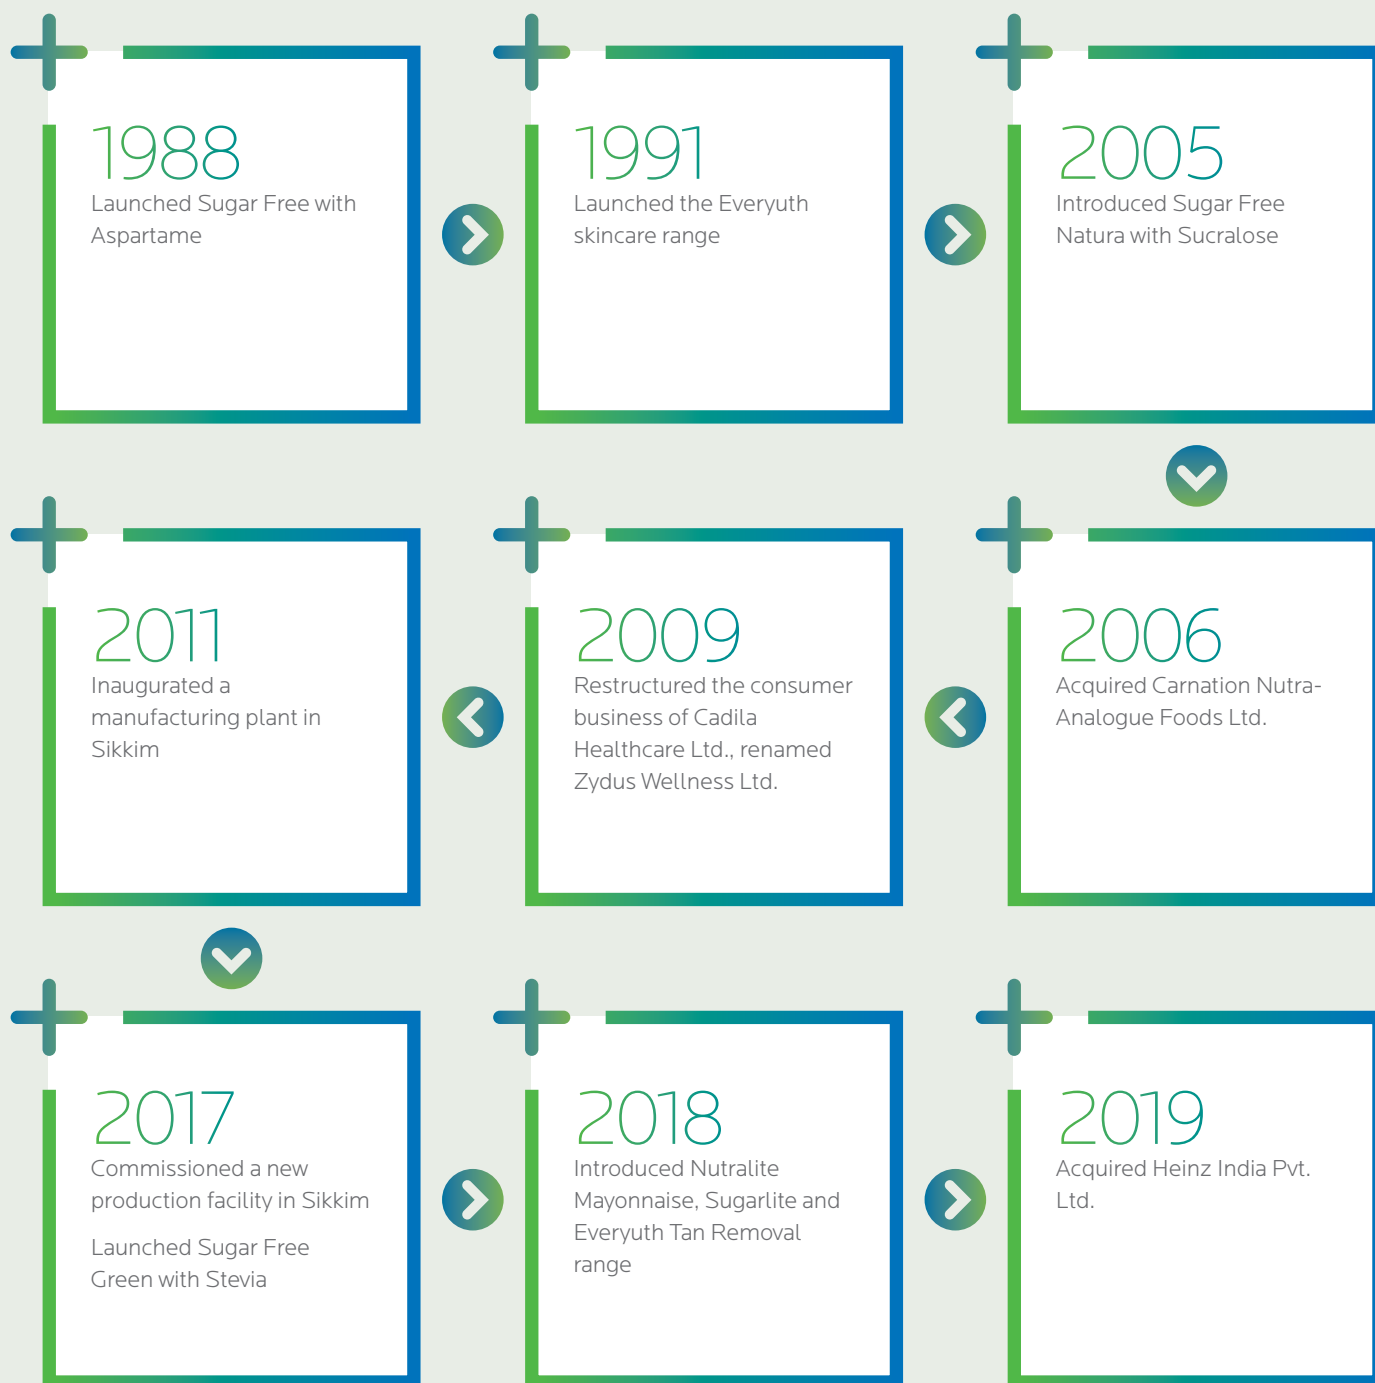 1988
Launched Sugar Free with
Aspartame
1991
Launched the Everyuth
skincare range
2005
Introduced Sugar Free
Natura with Sucralose
2006
Acquired Carnation Nutra-
Analogue Foods Ltd.
2009
Restructured the consumer
business of Cadila
Healthcare Ltd., renamed
Zydus Wellness Ltd.
2011
Inaugurated a
manufacturing plant in
Sikkim
2017
Commissioned a new
production facility in Sikkim
Launched Sugar Free
Green with Stevia
2018
Introduced Nutralite
Mayonnaise, Sugarlite and
Everyuth Tan Removal
range
2019
Acquired Heinz India Pvt.
Ltd.